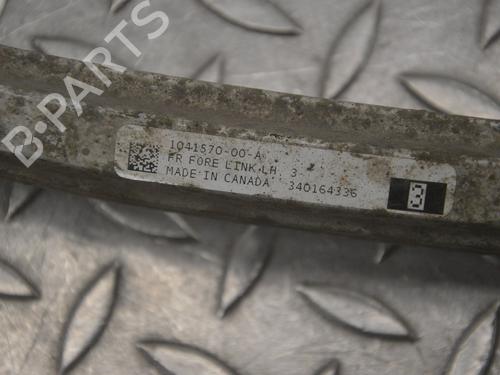 B-PARTS
1041570-00-A
FR FORE LINK,LH, 3
MADE IN CANADA 340164336
3